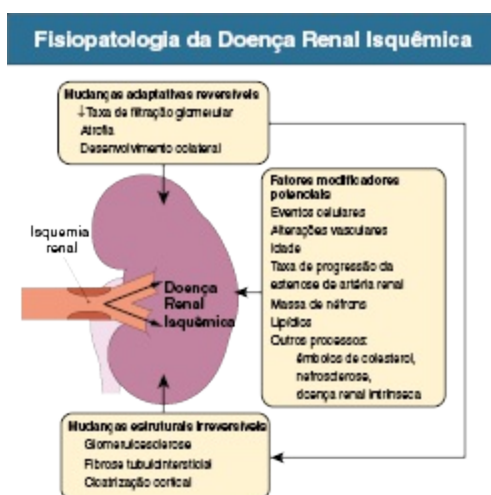 Fisiopatologia da Doença Renal Isquêmica
Mudanças adaptativas reversíveis
↓Taxa de filtração glomerular
Atrofia
Desenvolvimento colateral
Isquemia
renal
Doença
Renal
Isquêmica
Fatores modificadores
potenciais
Eventos celulares
Alterações vasculares
Idade
Taxa de progressão da
estenose de artéria renal
Massa de néfrons
Lipídios
Outros processos:
êmbolos de colesterol,
nefrosclerose,
doença renal intrínseca
Mudanças estruturais irreversíveis
Glomeruloesclerose
Fibrose tubulointersticial
Cicatrização cortical